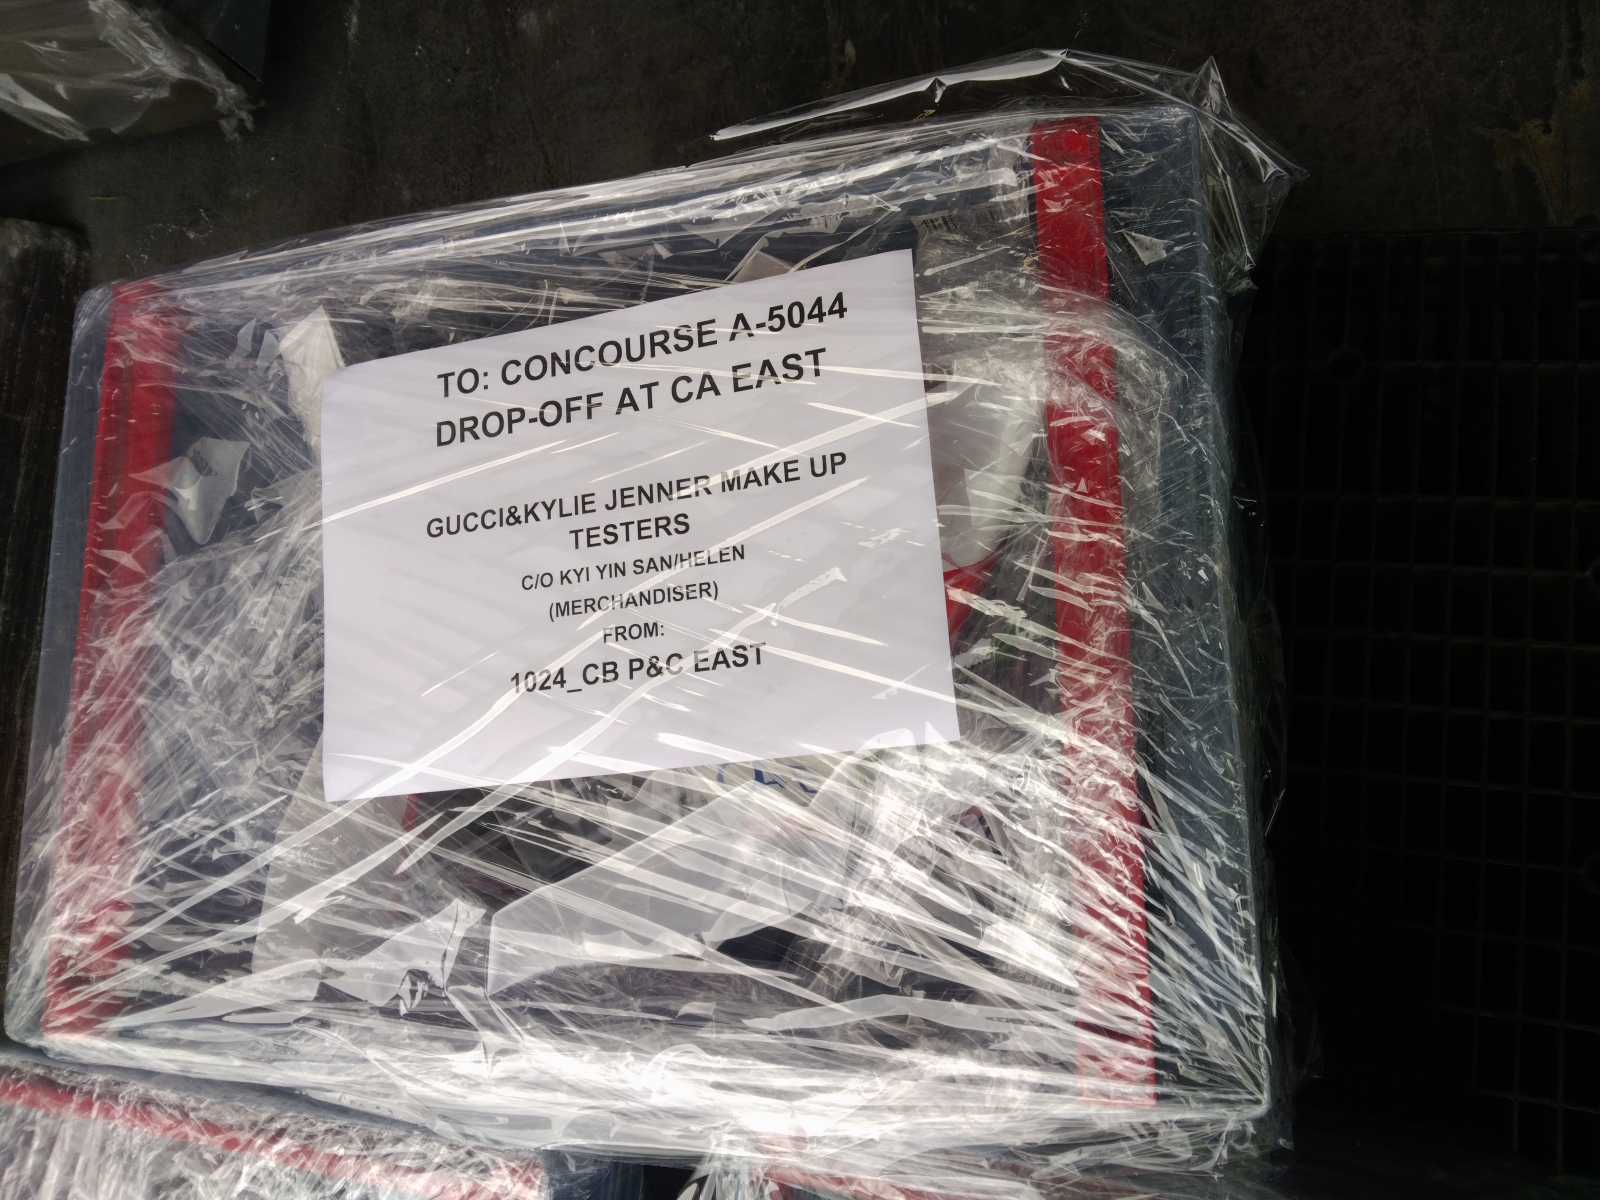 TO: CONCOURSE A-5044
DROP-OFF AT CA EAST
GUCCI&KYLIE JENNER MAKE UP
TESTERS
C/O KYI YIN SAN/HELEN
(MERCHANDISER)
FROM:
1024_CB P&C EAST